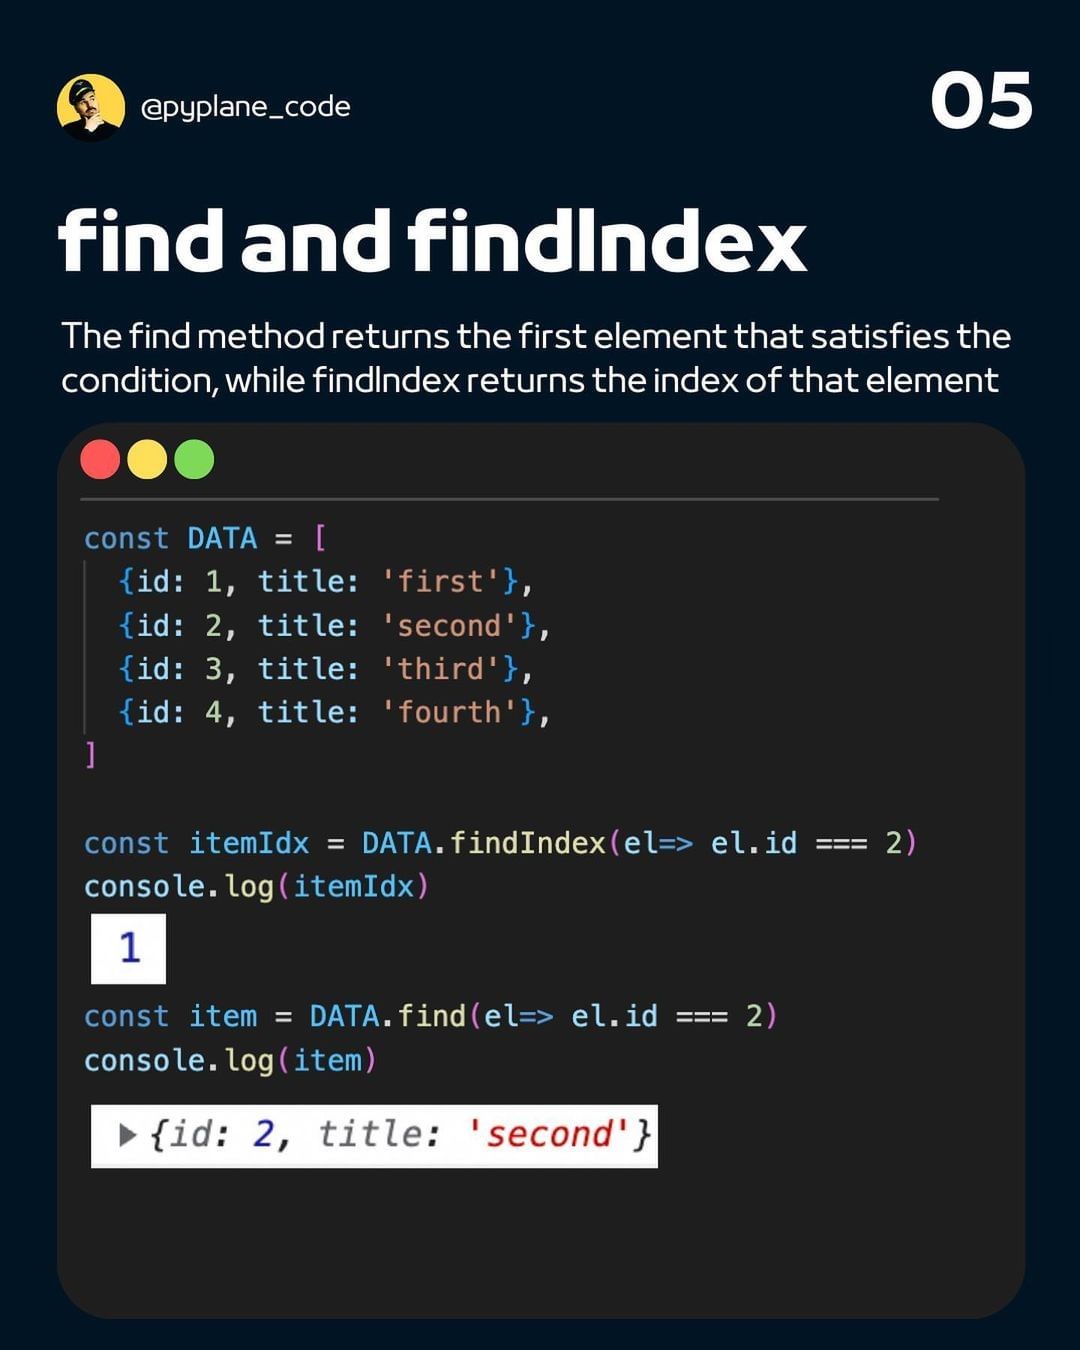 @pyplane_code
05
find and findIndex
The find method returns the first element that satisfies the
condition, while findIndex returns the index of that element
const DATA = [
{id: 1, title: 'first'},
{id: 2, title: 'second'},
{id: 3, title: 'third'},
{id: 4, title: 'fourth'},
]
const itemIdx = DATA.findIndex(el=> el.id === 2)
console.log(itemIdx)
1
const item = DATA.find(el=> el.id === 2)
console.log(item)
▶{id: 2, title: 'second'}